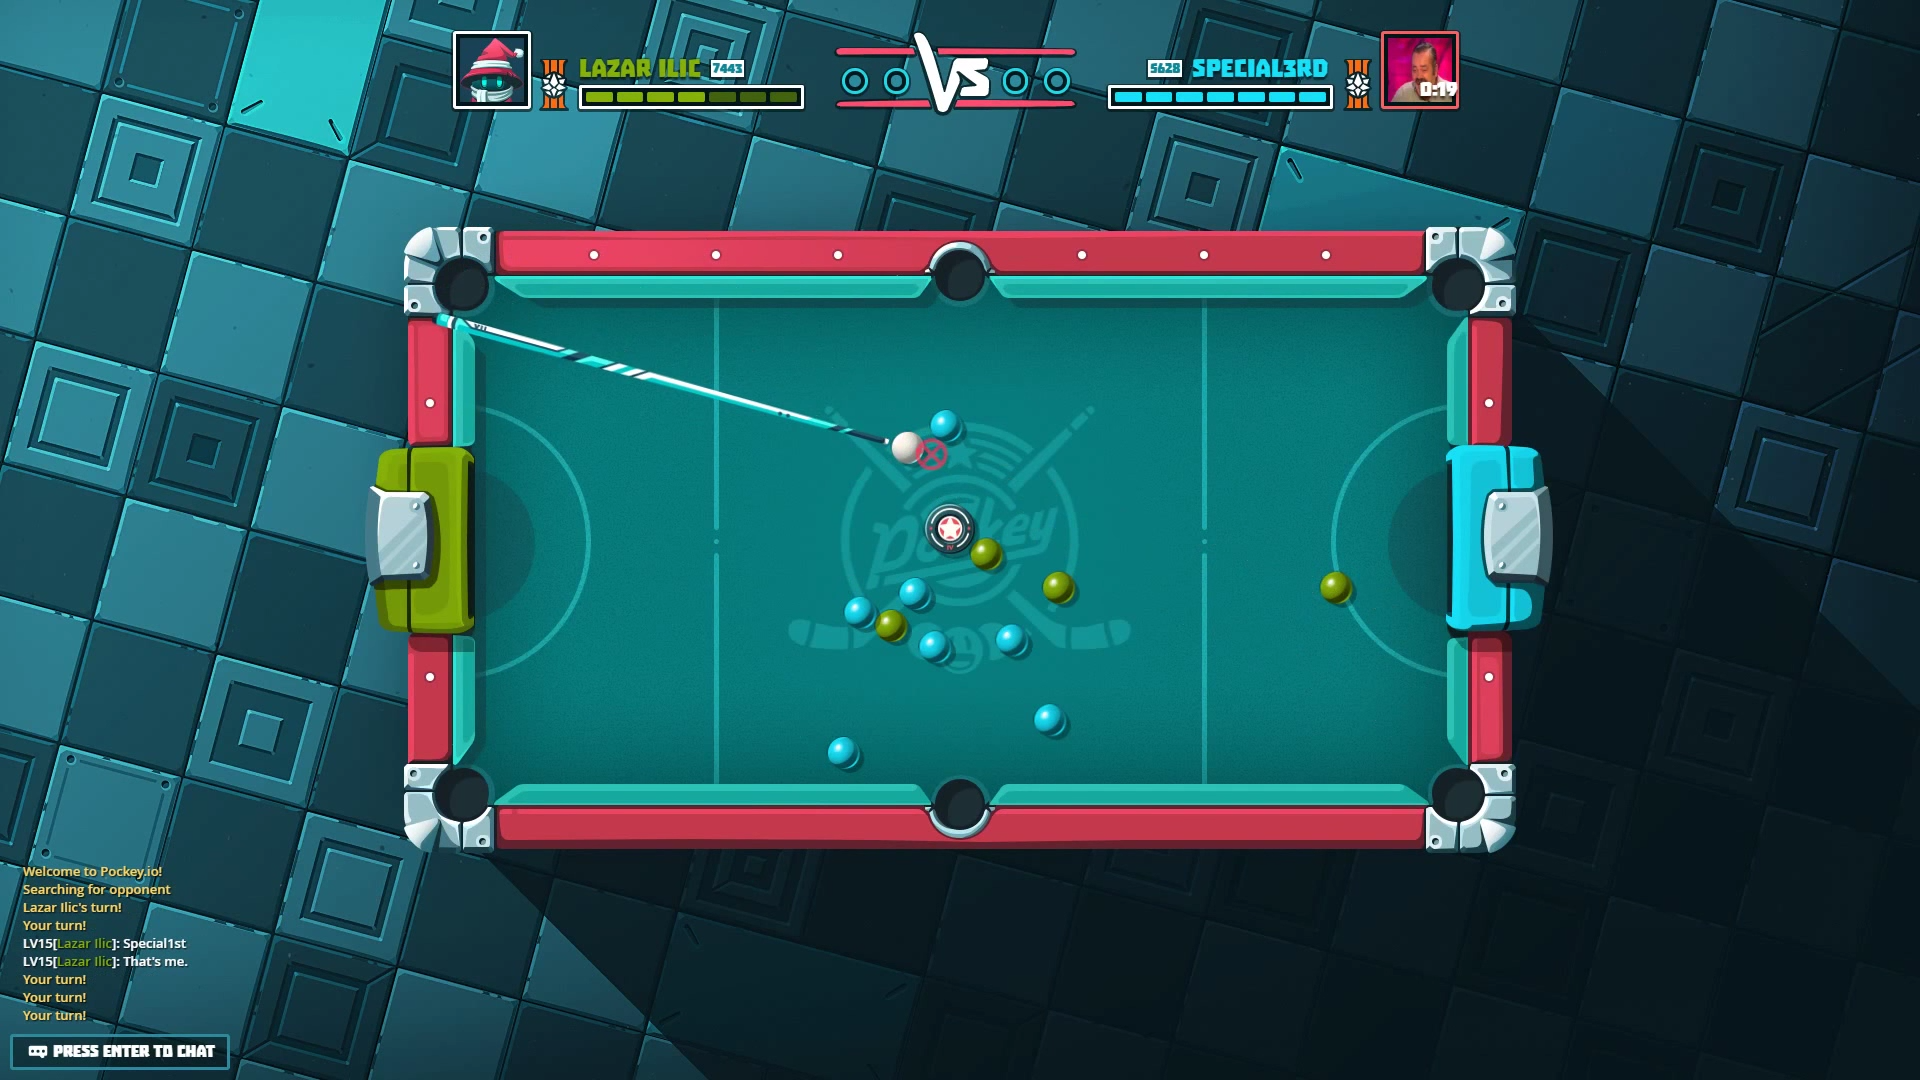 LAZAR ILIC 7443
VS
5628 SPECIAL3RD
0:19
pockey
Welcome to Pockey.io!
Searching for opponent
Lazar Ilic's turn!
Your turn!
LV15[Lazar Ilic]: Special1st
LV15[Lazar Ilic]: That's me.
Your turn!
Your turn!
Your turn!
PRESS ENTER TO CHAT